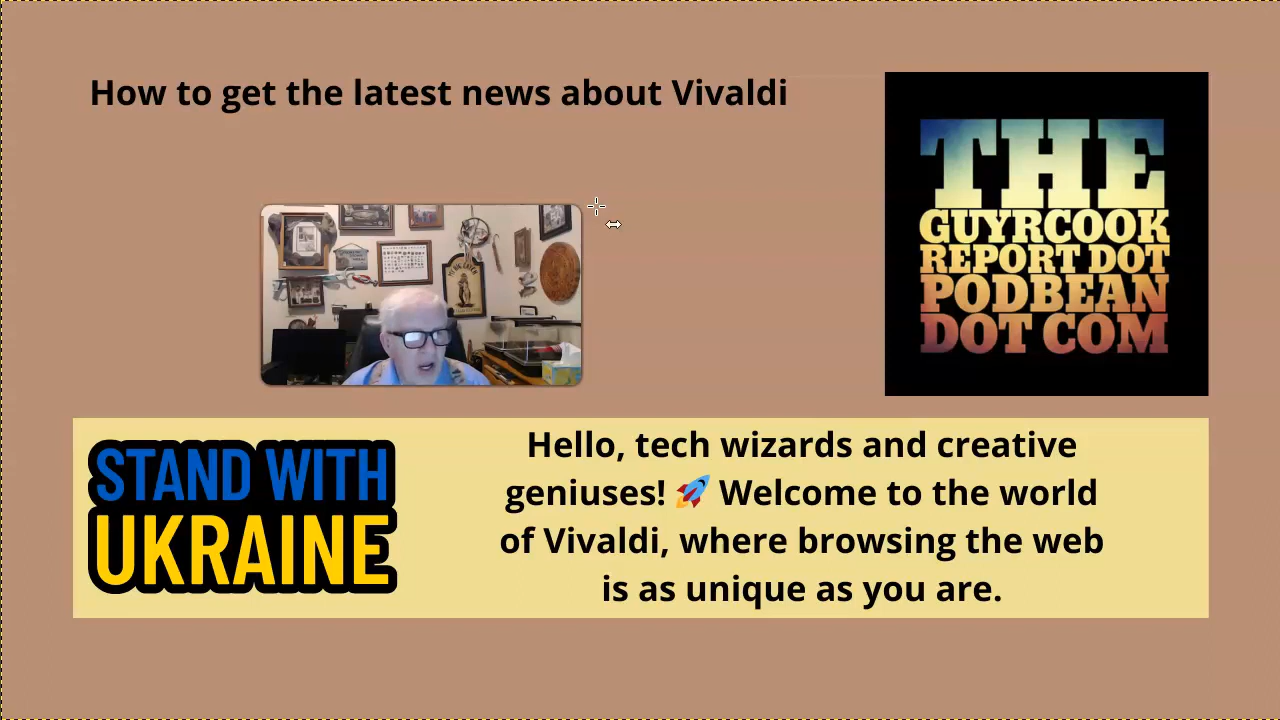 How to get the latest news about Vivaldi
THE
GUYRCOOK
REPORT DOT
PODBEAN
DOT COM
STAND WITH
UKRAINE
Hello, tech wizards and creative
geniuses! 🚀 Welcome to the world
of Vivaldi, where browsing the web
is as unique as you are.